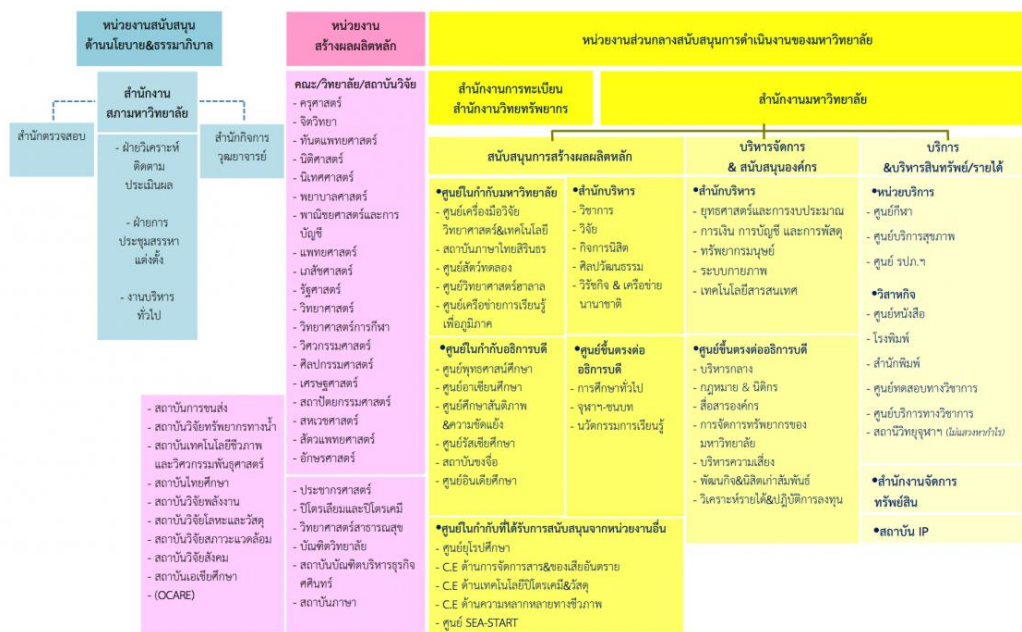 หน่วยงานสนับสนุน
ด้านนโยบาย&ธรรมาภิบาล
สำนักงาน
สภามหาวิทยาลัย
สำนักตรวจสอบ
สำนักกิจการ
วุฒยาจารย์
- ฝ่ายวิเคราะห์
ติดตาม
ประเมินผล
- ฝ่ายการ
ประชุมสรรหา
แต่งตั้ง
- งานบริหาร
ทั่วไป
หน่วยงาน
สร้างผลผลิตหลัก
คณะ/วิทยาลัย/สถาบันวิจัย
- ครุศาสตร์
- จิตวิทยา
- ทันตแพทยศาสตร์
- นิติศาสตร์
- นิเทศศาสตร์
- พยาบาลศาสตร์
- พาณิชยศาสตร์และการ
บัญชี
- แพทยศาสตร์
- เภสัชศาสตร์
- รัฐศาสตร์
- วิทยาศาสตร์
- วิทยาศาสตร์การกีฬา
- วิศวกรรมศาสตร์
- ศิลปกรรมศาสตร์
- เศรษฐศาสตร์
- สถาปัตยกรรมศาสตร์
- สหเวชศาสตร์
- สัตวแพทยศาสตร์
- อักษรศาสตร์
- สถาบันการขนส่ง
- สถาบันวิจัยทรัพยากรทางน้ำ
- สถาบันเทคโนโลยีชีวภาพ
และวิศวกรรมพันธุศาสตร์
- สถาบันไทยศึกษา
- สถาบันวิจัยพลังงาน
- สถาบันวิจัยโลหะและวัสดุ
- สถาบันวิจัยสภาวะแวดล้อม
- สถาบันวิจัยสังคม
- สถาบันเอเชียศึกษา
- (OCARE)
- ประชากรศาสตร์
- ปิโตรเลียมและปิโตรเคมี
- วิทยาศาสตร์สาธารณสุข
- บัณฑิตวิทยาลัย
- สถาบันบัณฑิตบริหารธุรกิจ
ศศินทร์
- สถาบันภาษา
หน่วยงานส่วนกลางสนับสนุนการดำเนินงานของมหาวิทยาลัย
สำนักงานการทะเบียน
สำนักงานวิทยทรัพยากร
สำนักงานมหาวิทยาลัย
สนับสนุนการสร้างผลผลิตหลัก
บริหารจัดการ
& สนับสนุนองค์กร
บริการ
&บริหารสินทรัพย์/รายได้
•ศูนย์ในกำกับมหาวิทยาลัย
- ศูนย์เครื่องมือวิจัย
วิทยาศาสตร์&เทคโนโลยี
- สถาบันภาษาไทยสิรินธร
- ศูนย์สัตว์ทดลอง
- ศูนย์วิทยาศาสตร์ฮาลาล
- ศูนย์เครือข่ายการเรียนรู้
เพื่อภูมิภาค
•สำนักบริหาร
- วิชาการ
- วิจัย
- กิจการนิสิต
- ศิลปวัฒนธรรม
- วิรัชกิจ & เครือข่าย
นานาชาติ
•ศูนย์ในกำกับอธิการบดี
- ศูนย์พุทธศาสน์ศึกษา
- ศูนย์อาเซียนศึกษา
- ศูนย์ศึกษาสันติภาพ
&ความขัดแย้ง
- ศูนย์รัสเซียศึกษา
- สถาบันขงจื่อ
- ศูนย์อินเดียศึกษา
•ศูนย์ขึ้นตรงต่อ
อธิการบดี
- การศึกษาทั่วไป
- จุฬาฯ-ชนบท
- นวัตกรรมการเรียนรู้
•ศูนย์ในกำกับที่ได้รับการสนับสนุนจากหน่วยงานอื่น
- ศูนย์ยุโรปศึกษา
- C.E ด้านการจัดการสาร&ของเสียอันตราย
- C.E ด้านเทคโนโลยีปิโตรเคมี&วัสดุ
- C.E ด้านความหลากหลายทางชีวภาพ
- ศูนย์ SEA-START
•สำนักบริหาร
- ยุทธศาสตร์และการงบประมาณ
- การเงิน การบัญชี และการพัสดุ
- ทรัพยากรมนุษย์
- ระบบกายภาพ
- เทคโนโลยีสารสนเทศ
•ศูนย์ขึ้นตรงต่ออธิการบดี
- บริหารกลาง
- กฎหมาย & นิติกร
- สื่อสารองค์กร
- การจัดการทรัพยากรของ
มหาวิทยาลัย
- บริหารความเสี่ยง
- พัฒนกิจ&นิสิตเก่าสัมพันธ์
- วิเคราะห์รายได้&ปฏิบัติการลงทุน
•หน่วยบริการ
- ศูนย์กีฬา
- ศูนย์บริการสุขภาพ
- ศูนย์ รปภ.ฯ
•วิสาหกิจ
- ศูนย์หนังสือ
- โรงพิมพ์
- สำนักพิมพ์
- ศูนย์ทดสอบทางวิชาการ
- ศูนย์บริการทางวิชาการ
- สถานีวิทยุจุฬาฯ (ไม่แสวงหากำไร)
•สำนักงานจัดการ
ทรัพย์สิน
•สถาบัน IP